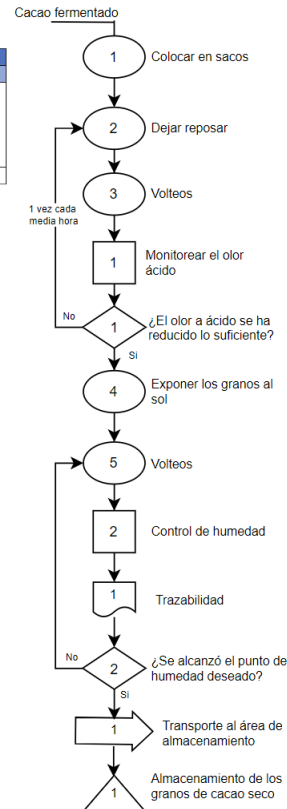 Cacao fermentado
1
Colocar en sacos
2
Dejar reposar
3
Volteos
1 vez cada
media hora
1
Monitorear el olor
ácido
No
1
¿El olor a ácido se ha
reducido lo suficiente?
Si
4
Exponer los granos al
sol
5
Volteos
2
Control de humedad
1
Trazabilidad
No
2
¿Se alcanzó el punto de
humedad deseado?
Si
1
Transporte al área de
almacenamiento
1
Almacenamiento de los
granos de cacao seco